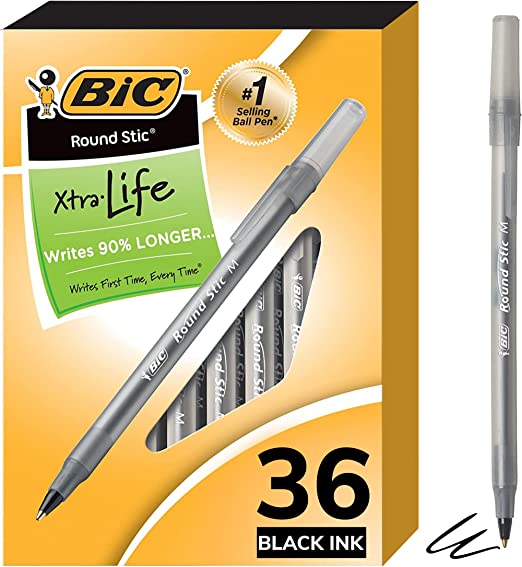 BIC
Round Stic®
#1
Selling
Ball Pen*
Xtra·Life
Writes 90% LONGER...
Writes First Time, Every Time®
BIC Round Stic M
BIC Round Stic M
36
BLACK INK